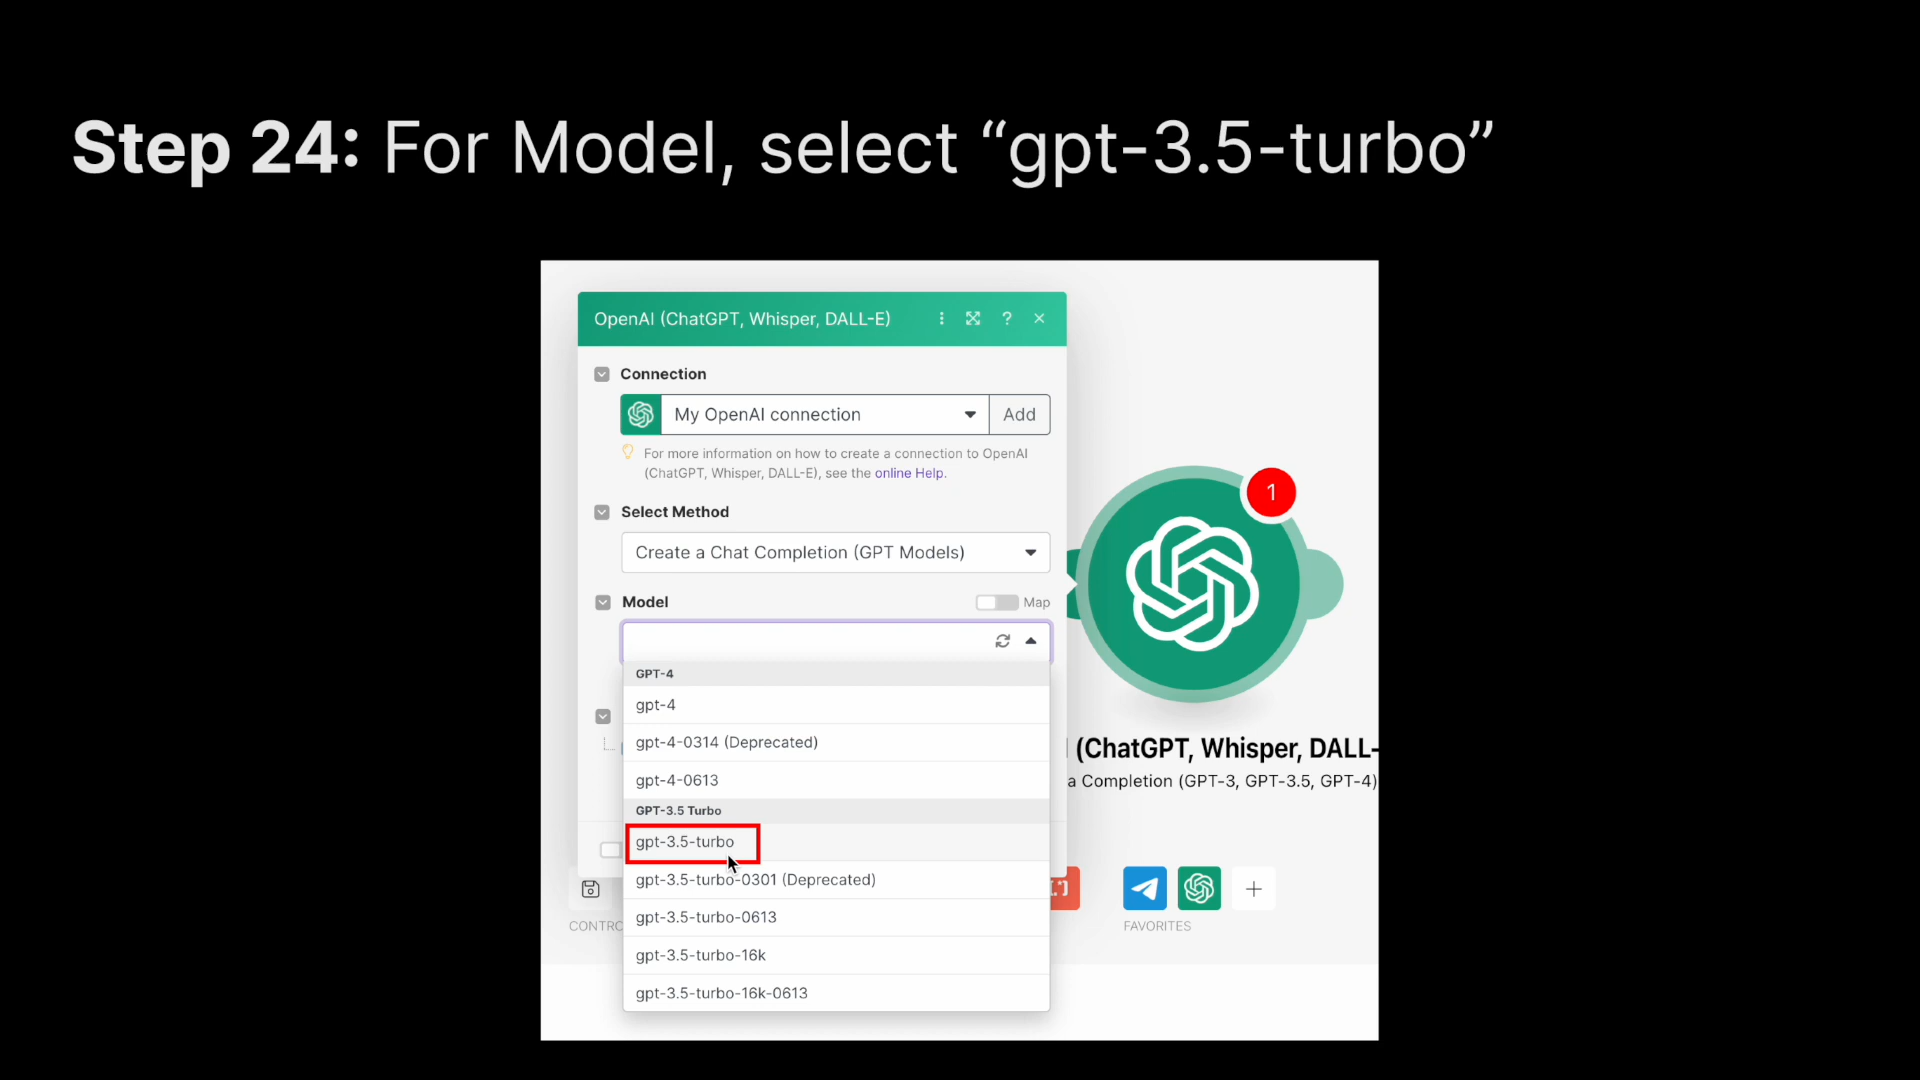 Step 24: For Model, select “gpt-3.5-turbo”
OpenAI (ChatGPT, Whisper, DALL-E)
?
Connection
My OpenAI connection
Add
For more information on how to create a connection to OpenAI
(ChatGPT, Whisper, DALL-E), see the online Help.
Select Method
Create a Chat Completion (GPT Models)
Model
Map
GPT-4
gpt-4
gpt-4-0314 (Deprecated)
gpt-4-0613
GPT-3.5 Turbo
gpt-3.5-turbo
gpt-3.5-turbo-0301 (Deprecated)
gpt-3.5-turbo-0613
gpt-3.5-turbo-16k
gpt-3.5-turbo-16k-0613
1
(ChatGPT, Whisper, DALL-
a Completion (GPT-3, GPT-3.5, GPT-4)
CONTRO
FAVORITES